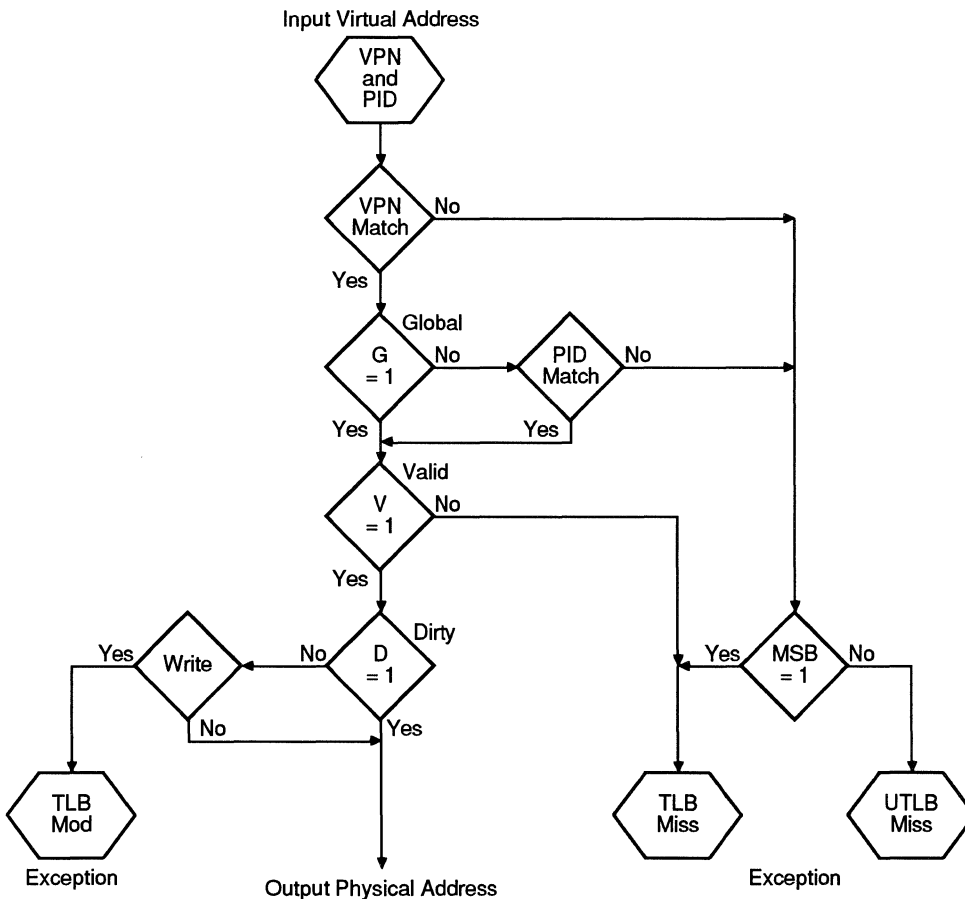 Input Virtual Address
VPN
and
PID
VPN
Match
No
Yes
Global
G
= 1
No
PID
Match
No
Yes
Yes
Valid
V
= 1
No
Yes
Dirty
D
= 1
No
Write
Yes
No
Yes
MSB
= 1
Yes
No
TLB
Mod
TLB
Miss
UTLB
Miss
Exception
Output Physical Address
Exception